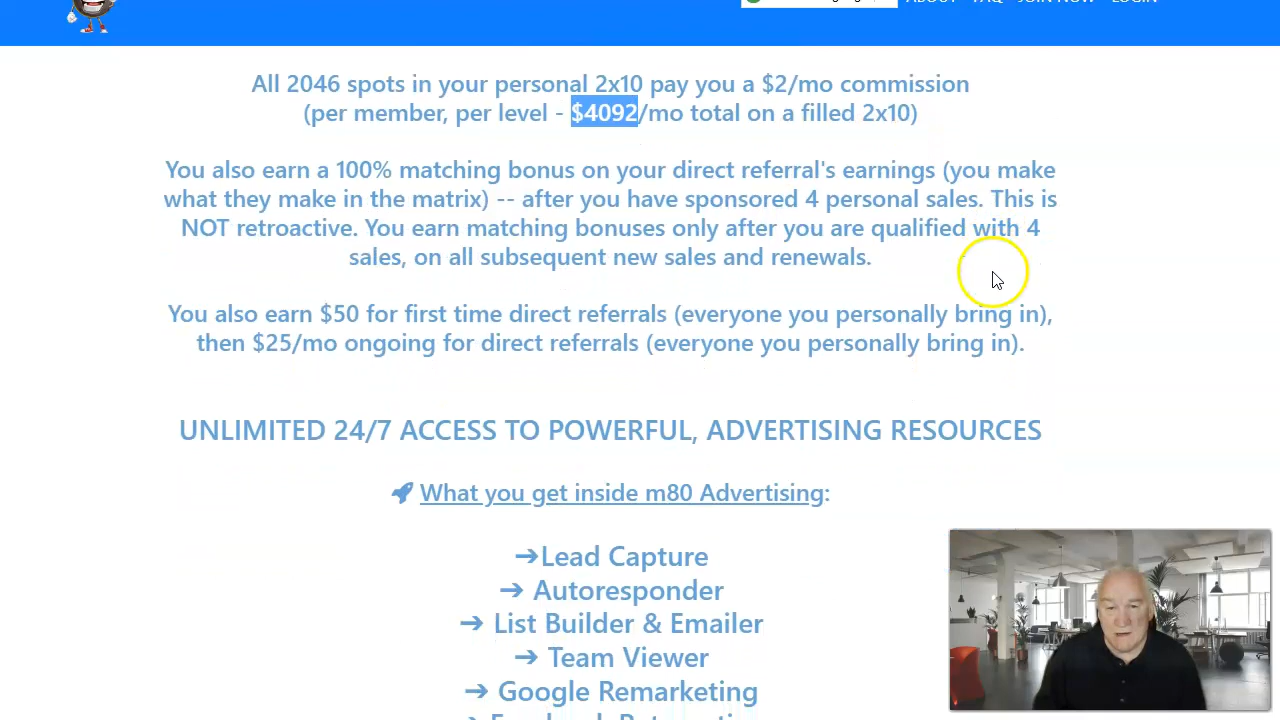 ABOUT FAQ JOIN NOW LOGIN
All 2046 spots in your personal 2x10 pay you a $2/mo commission
(per member, per level - $4092/mo total on a filled 2x10)
You also earn a 100% matching bonus on your direct referral's earnings (you make
what they make in the matrix) -- after you have sponsored 4 personal sales. This is
NOT retroactive. You earn matching bonuses only after you are qualified with 4
sales, on all subsequent new sales and renewals.
You also earn $50 for first time direct referrals (everyone you personally bring in),
then $25/mo ongoing for direct referrals (everyone you personally bring in).
UNLIMITED 24/7 ACCESS TO POWERFUL, ADVERTISING RESOURCES
What you get inside m80 Advertising:
➔Lead Capture
➔ Autoresponder
➔ List Builder & Emailer
➔ Team Viewer
➔ Google Remarketing